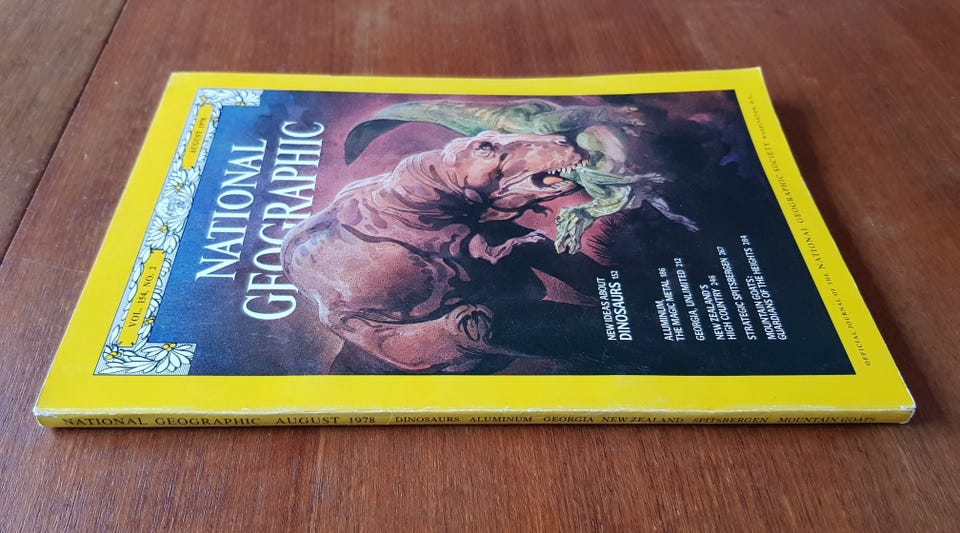 VOL. 154, NO. 2
AUGUST 1978
NATIONAL
GEOGRAPHIC
NEW IDEAS ABOUT
DINOSAURS 152
ALUMINUM,
THE MAGIC METAL 186
GEORGIA, UNLIMITED 212
NEW ZEALAND'S
HIGH COUNTRY 246
STRATEGIC SPITSBERGEN 267
MOUNTAIN GOATS:
GUARDIANS OF THE HEIGHTS 284
OFFICIAL JOURNAL OF THE NATIONAL GEOGRAPHIC SOCIETY WASHINGTON, D.C.
NATIONAL GEOGRAPHIC AUGUST 1978 DINOSAURS ALUMINUM GEORGIA NEW ZEALAND SPITSBERGEN MOUNTAIN GOATS